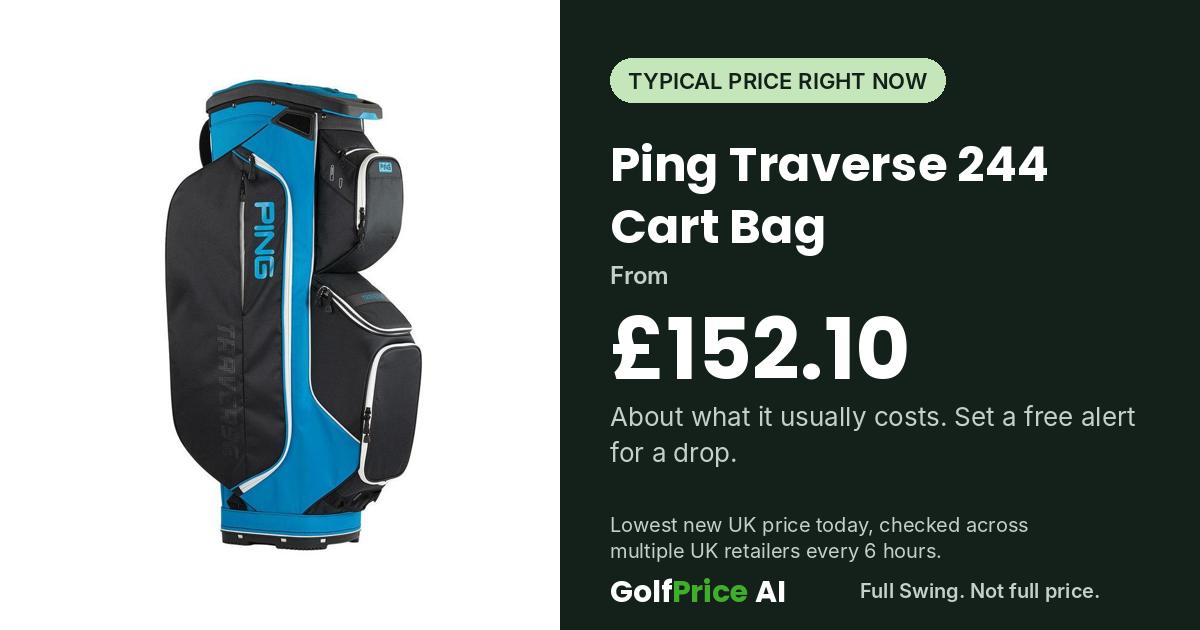 PING
PING
TRAVERSE
TYPICAL PRICE RIGHT NOW
Ping Traverse 244
Cart Bag
From
£152.10
About what it usually costs. Set a free alert
for a drop.
Lowest new UK price today, checked across
multiple UK retailers every 6 hours.
GolfPrice AI
Full Swing. Not full price.